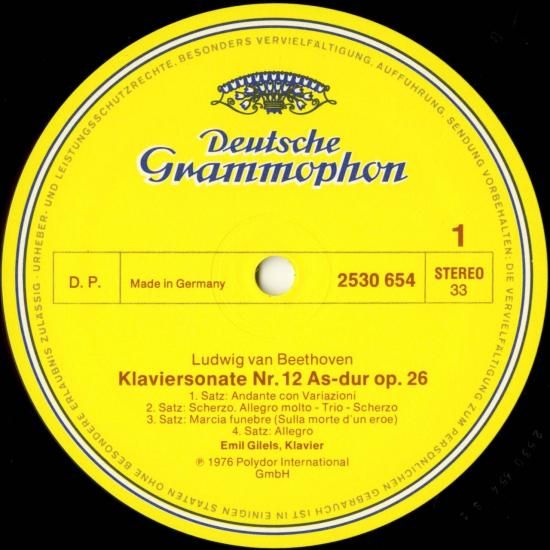 URHEBER- UND LEISTUNGSSCHUTZRECHTE, BESONDERS VERVIELFÄLTIGUNG, AUFFÜHRUNG, SENDUNG VORBEHALTEN; DIE VERVIELFÄLTIGUNG ZUM PERSÖNLICHEN GEBRAUCH IST IN EINIGEN STAATEN OHNE BESONDERE ERLAUBNIS ZULÄSSIG -
Deutsche
Grammophon
1
D. P.
Made in Germany
2530 654
STEREO
33
Ludwig van Beethoven
Klaviersonate Nr. 12 As-dur op. 26
1. Satz: Andante con Variazioni
2. Satz: Scherzo. Allegro molto - Trio - Scherzo
3. Satz: Marcia funebre (Sulla morte d'un eroe)
4. Satz: Allegro
Emil Gilels, Klavier
℗ 1976 Polydor International
GmbH